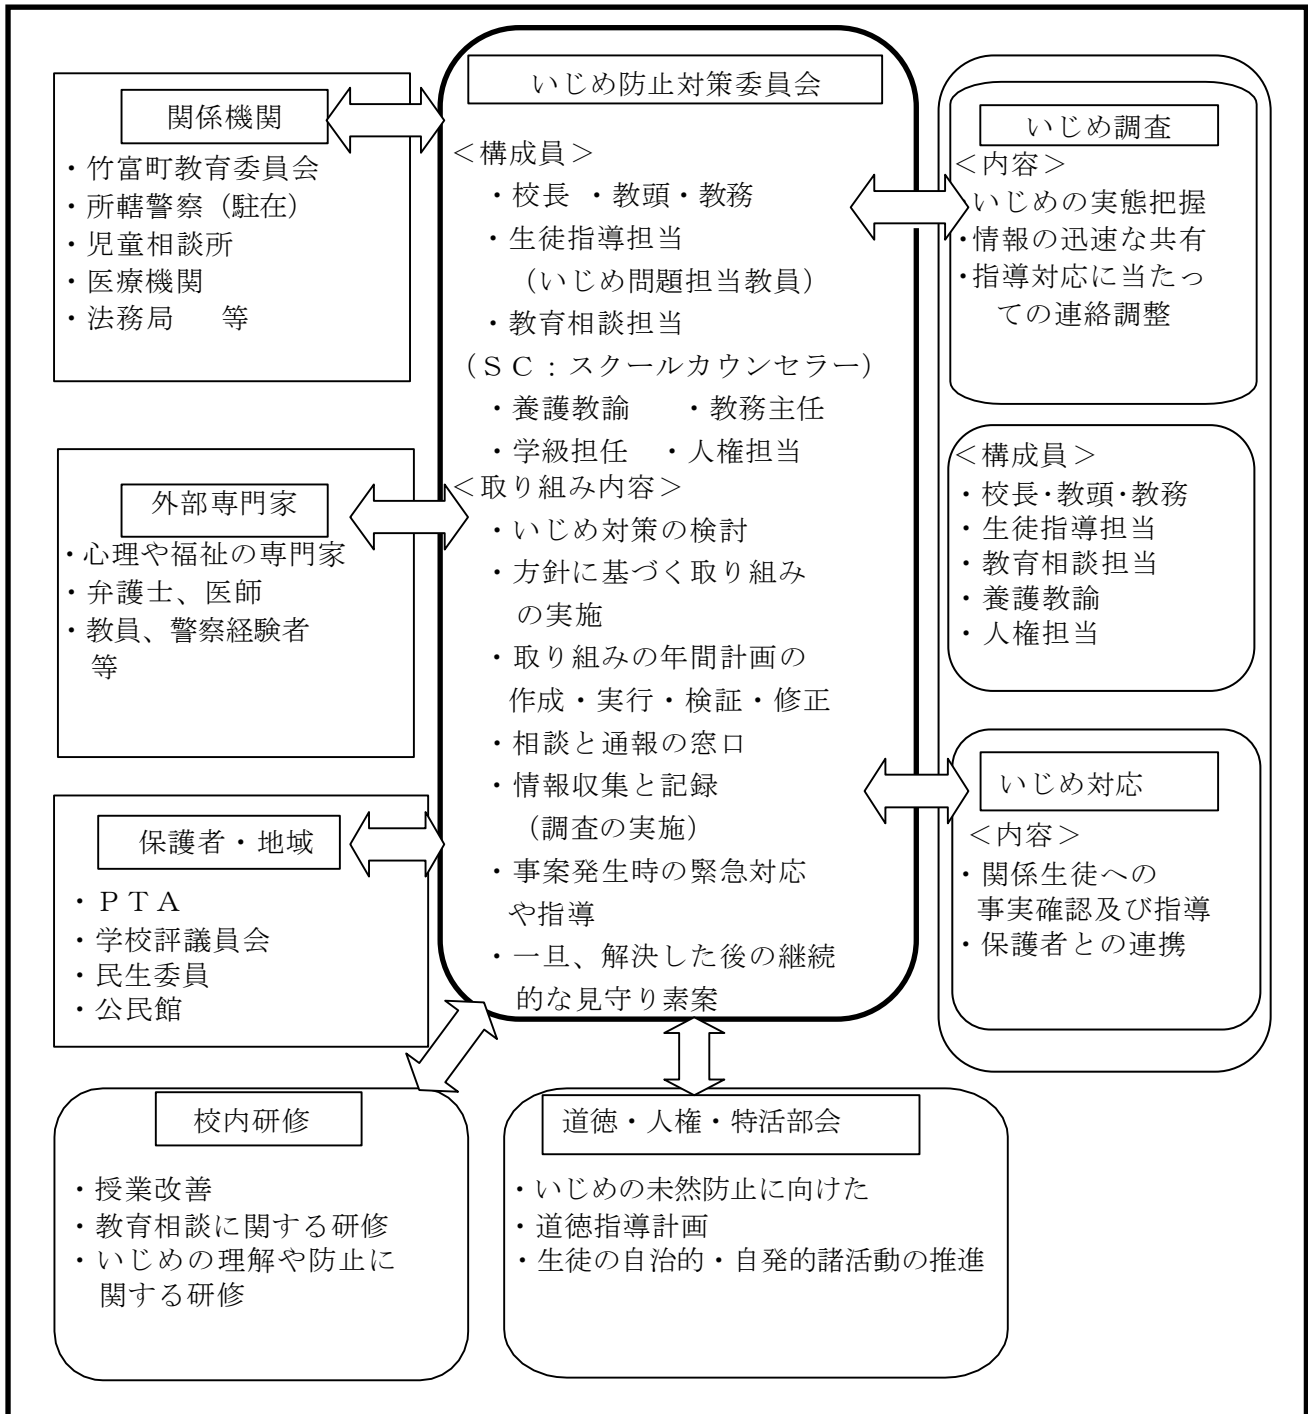 いじめ防止対策委員会
＜構成員＞
・校長 ・教頭・教務
・生徒指導担当
（いじめ問題担当教員）
・教育相談担当
（ＳＣ：スクールカウンセラー）
・養護教諭 ・教務主任
・学級担任 ・人権担当
＜取り組み内容＞
・いじめ対策の検討
・方針に基づく取り組み
の実施
・取り組みの年間計画の
作成・実行・検証・修正
・相談と通報の窓口
・情報収集と記録
（調査の実施）
・事案発生時の緊急対応
や指導
・一旦、解決した後の継続
的な見守り素案
関係機関
・竹富町教育委員会
・所轄警察（駐在）
・児童相談所
・医療機関
・法務局 等
外部専門家
・心理や福祉の専門家
・弁護士、医師
・教員、警察経験者
等
保護者・地域
・ＰＴＡ
・学校評議員会
・民生委員
・公民館
いじめ調査
＜内容＞
いじめの実態把握
・情報の迅速な共有
・指導対応に当たっ
ての連絡調整
＜構成員＞
・校長・教頭・教務
・生徒指導担当
・教育相談担当
・養護教諭
・人権担当
いじめ対応
＜内容＞
・関係生徒への
事実確認及び指導
・保護者との連携
校内研修
・授業改善
・教育相談に関する研修
・いじめの理解や防止に
関する研修
道徳・人権・特活部会
・いじめの未然防止に向けた
・道徳指導計画
・生徒の自治的・自発的諸活動の推進